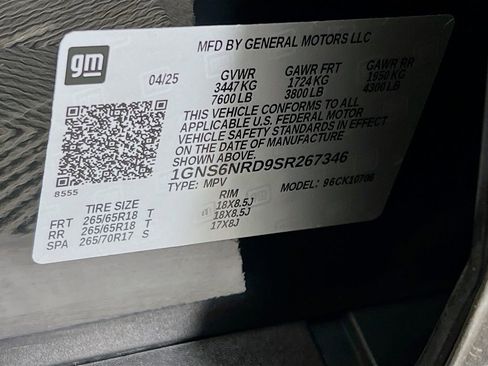 gm
MFD BY GENERAL MOTORS LLC
04/25 GVWR GAWR FRT GAWR RR
3447 KG 1724 KG 1950 KG
7600 LB 3800 LB 4300 LB
THIS VEHICLE CONFORMS TO ALL
APPLICABLE U.S. FEDERAL MOTOR
VEHICLE SAFETY STANDARDS IN EFFECT
ON THE DATE OF MANUFACTURE
SHOWN ABOVE.
1GNS6NRD9SR267346
TYPE: MPV MODEL: 96CK10706
8555
TIRE SIZE RIM
FRT 265/65R18 T 18X8.5J
RR 265/65R18 T 18X8.5J
SPA 265/70R17 S 17X8J